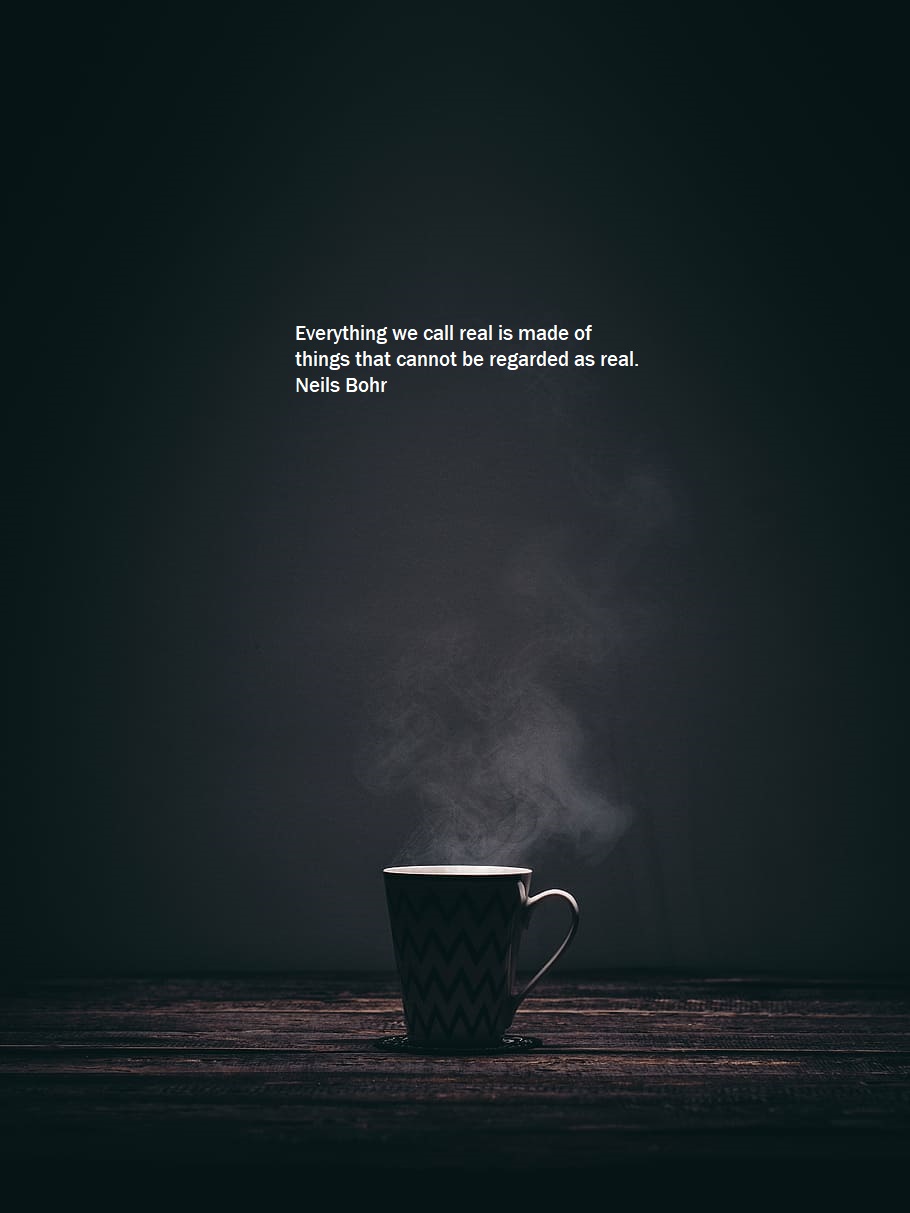 Everything we call real is made of
things that cannot be regarded as real.
Neils Bohr